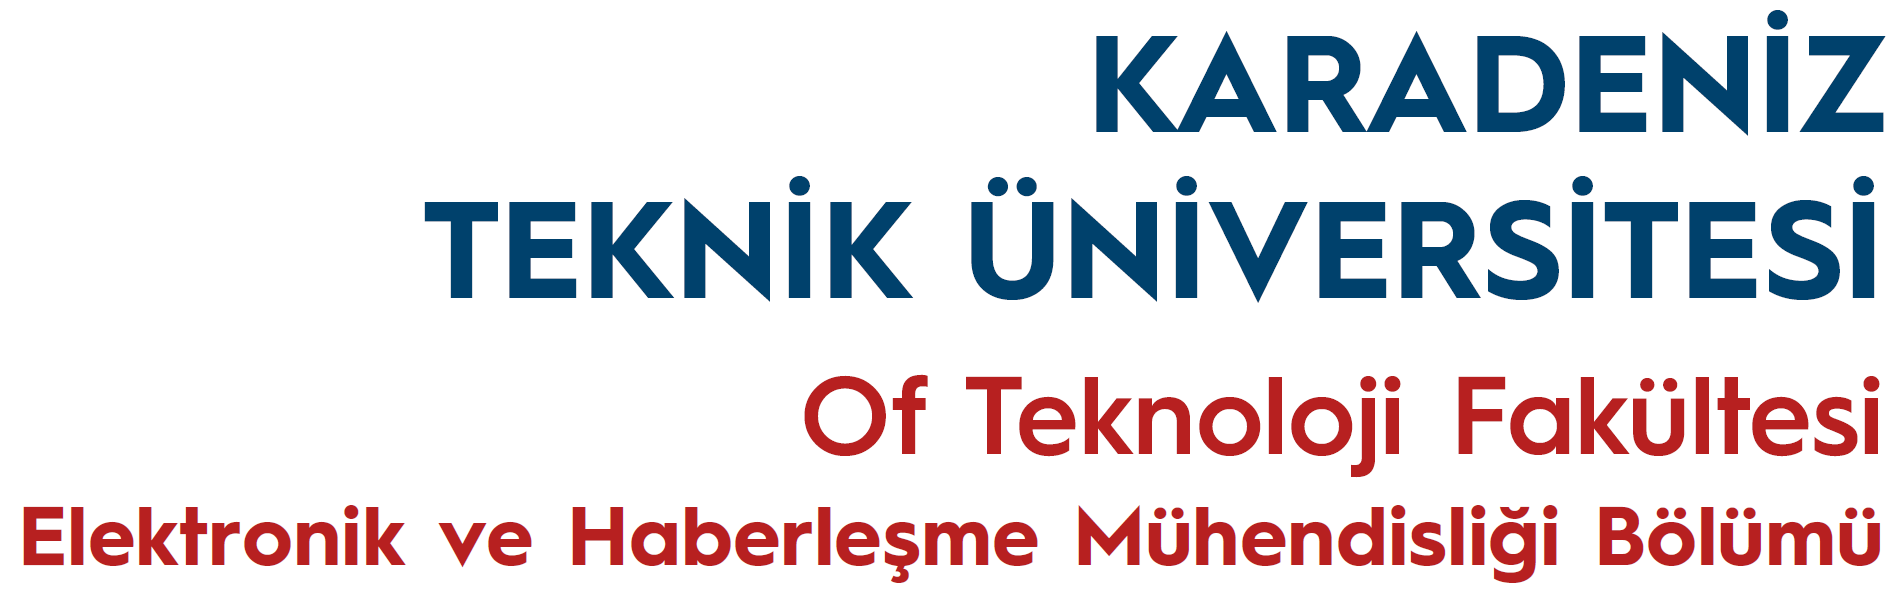 KARADENİZ
TEKNİK ÜNİVERSİTESİ
Of Teknoloji Fakültesi
Elektronik ve Haberleşme Mühendisliği Bölümü